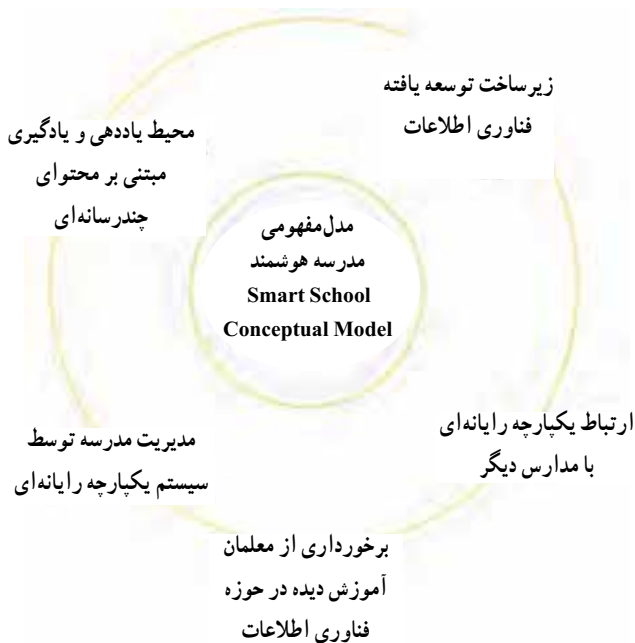 زیرساخت توسعه یافته
فناوری اطلاعات
محیط یاددهی و یادگیری
مبتنی بر محتوای
چندرسانه‌ای
مدل‌مفهومی
مدرسه هوشمند
Smart School
Conceptual Model
ارتباط یکپارچه رایانه‌ای
با مدارس دیگر
مدیریت مدرسه توسط
سیستم یکپارچه رایانه‌ای
برخورداری از معلمان
آموزش دیده در حوزه
فناوری اطلاعات